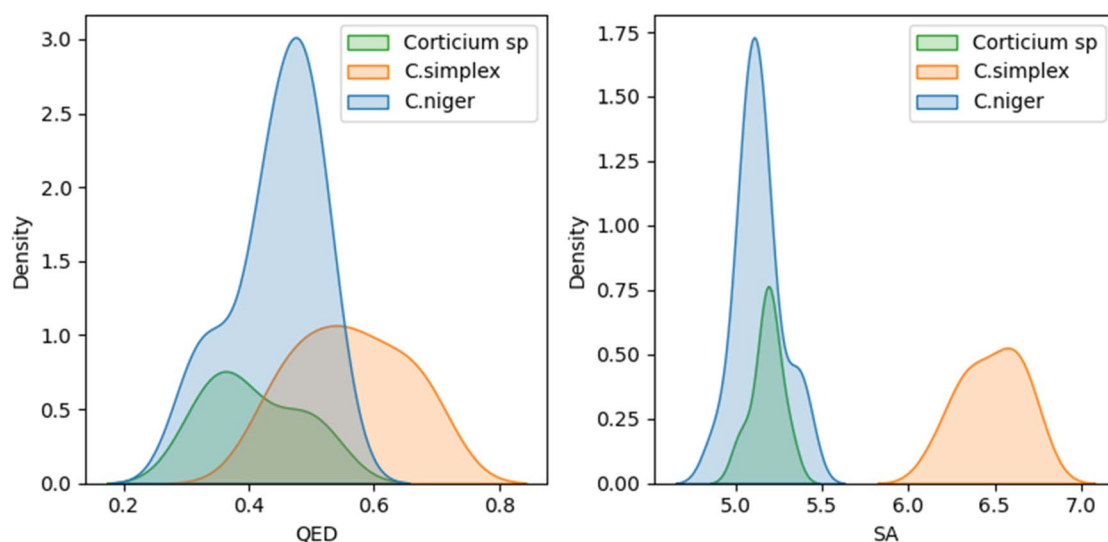 Corticium sp
C.simplex
C.niger
3.0
2.5
2.0
1.5
1.0
0.5
0.0
Density
0.2 0.4 0.6 0.8
QED
Corticium sp
C.simplex
C.niger
1.75
1.50
1.25
1.00
0.75
0.50
0.25
0.00
Density
5.0 5.5 6.0 6.5 7.0
SA